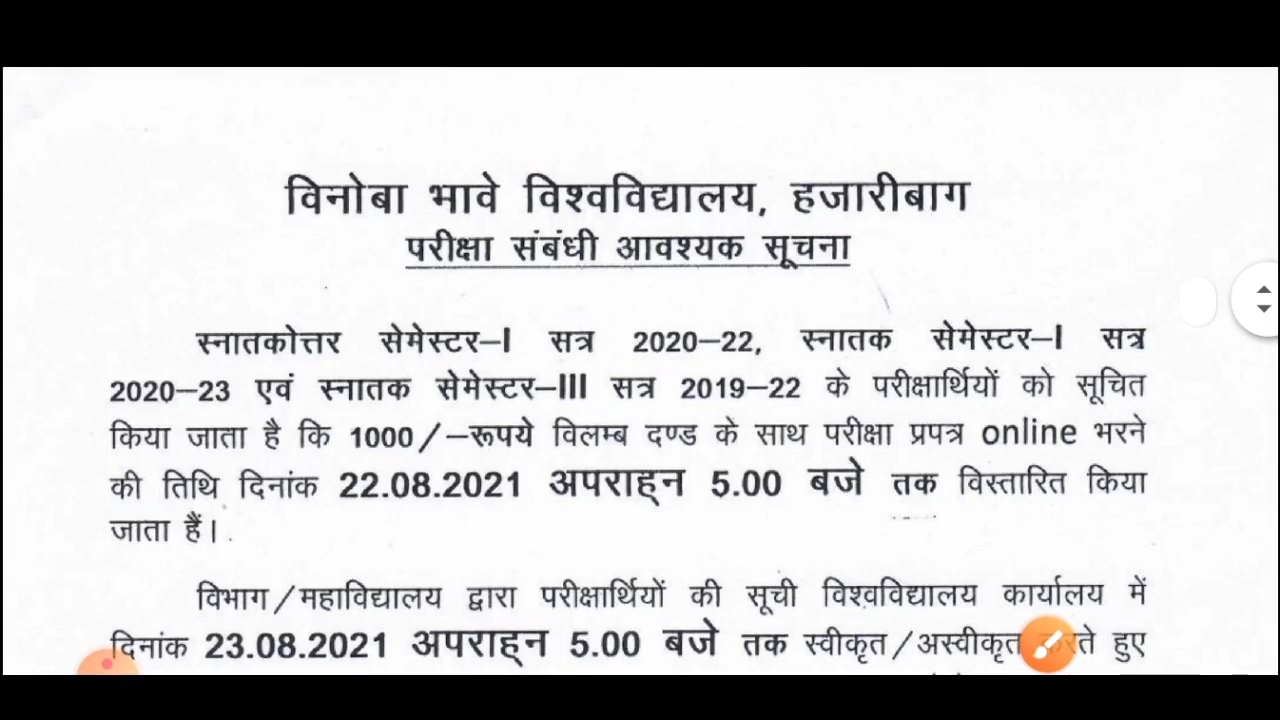 विनोबा भावे विश्वविद्यालय, हजारीबाग
परीक्षा संबंधी आवश्यक सूचना
स्नातकोत्तर सेमेस्टर–I सत्र 2020–22, स्नातक सेमेस्टर–I सत्र
2020–23 एवं स्नातक सेमेस्टर–III सत्र 2019–22 के परीक्षार्थियों को सूचित
किया जाता है कि 1000/–रूपये विलम्ब दण्ड के साथ परीक्षा प्रपत्र online भरने
की तिथि दिनांक 22.08.2021 अपराह्न 5.00 बजे तक विस्तारित किया
जाता हैं।
विभाग/महाविद्यालय द्वारा परीक्षार्थियों की सूची विश्वविद्यालय कार्यालय में
दिनांक 23.08.2021 अपराह्न 5.00 बजे तक स्वीकृत/अस्वीकृत करते हुए